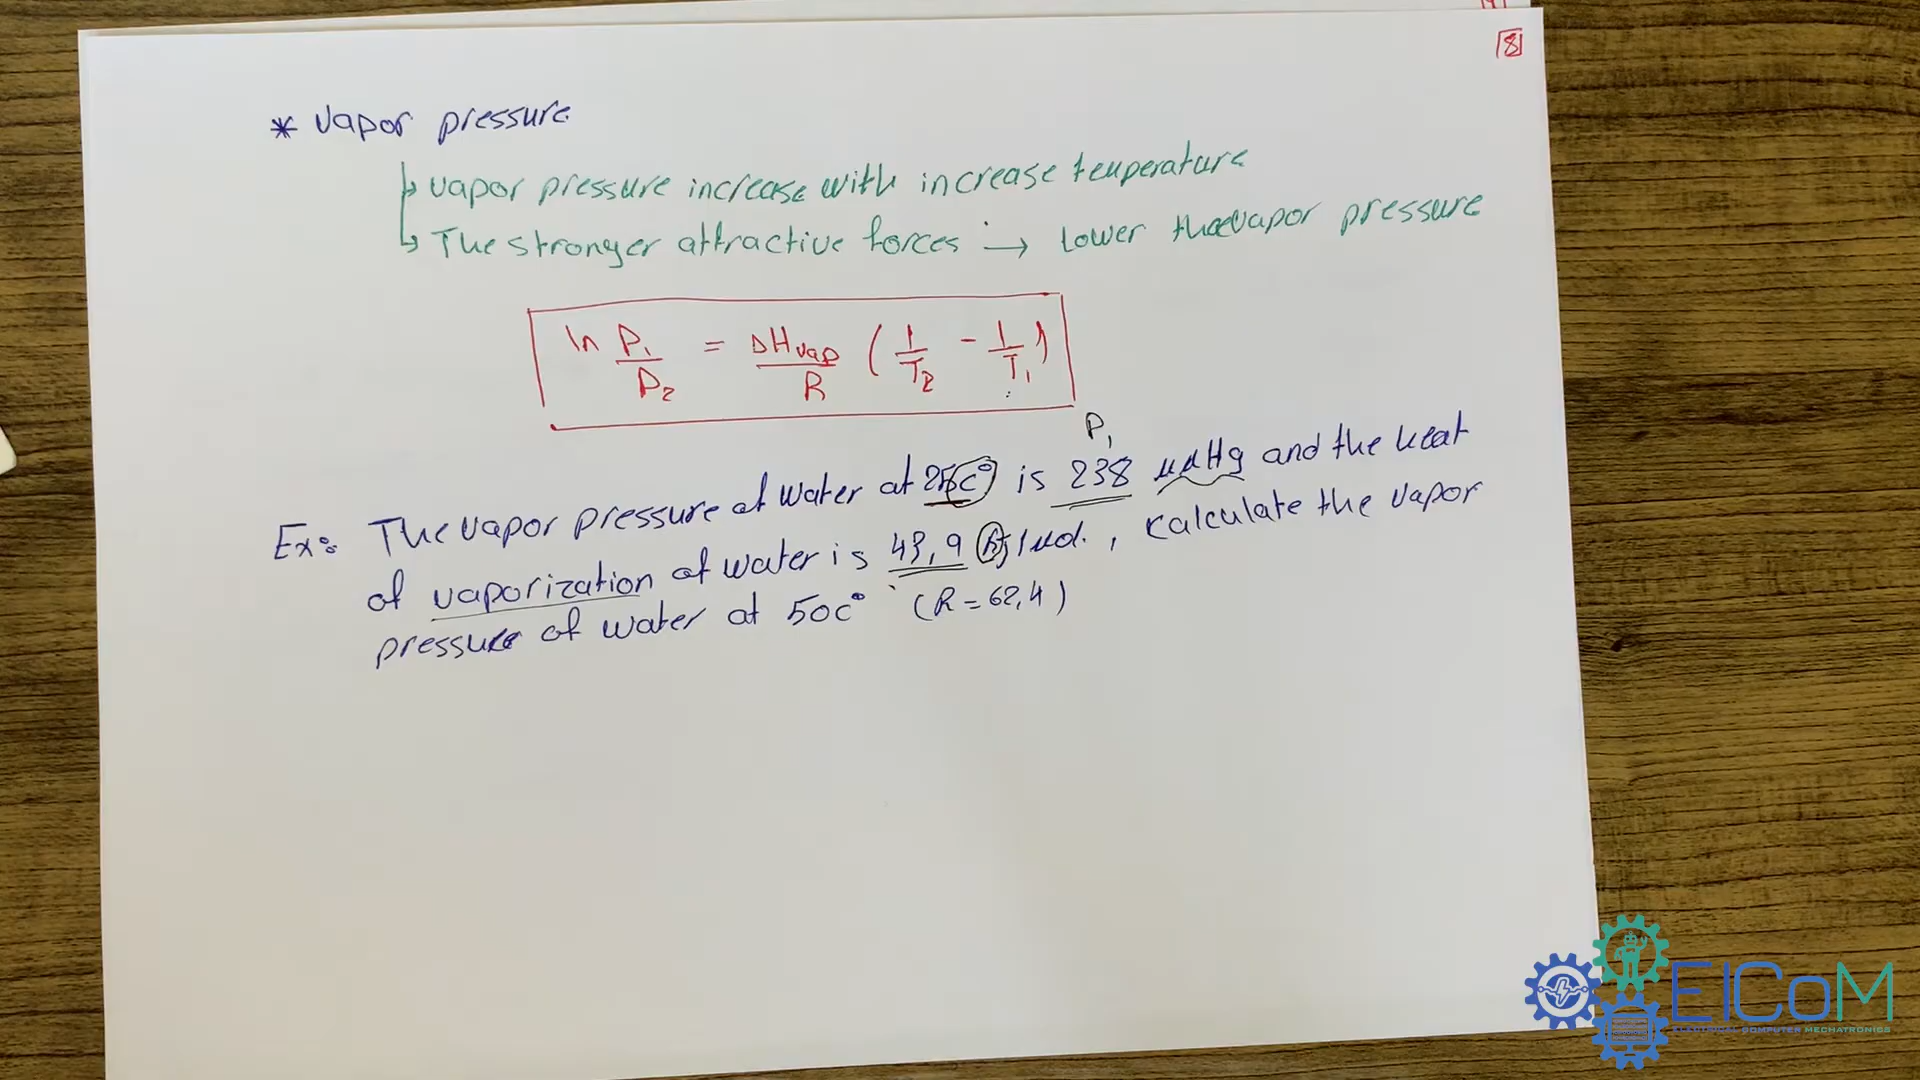 8
* vapor pressure
vapor pressure increase with increase temperature
The stronger attractive forces → Lower the vapor pressure
ln P₁/P₂ = ΔHvap/R (1/T₂ - 1/T₁)
P₁
Ex: The vapor pressure of water at 25C° is 238 mmHg and the heat
of vaporization of water is 43,9 kJ/mol. , calculate the vapor
pressure of water at 50C° (R = 62,4)
EICoM
ELECTRICAL COMPUTER MECHATRONICS